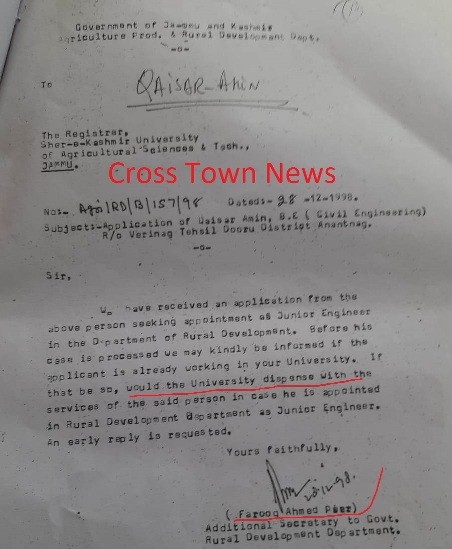 Government of Jammu and Kashmir
Agriculture Prod. & Rural Development Dept.
-o-
To
QAISAR-AMIN
The Registrar,
Sher-e-Kashmir University
of Agricultural Sciences & Tech.,
JAMMU.
Cross Town News
No:- Agri/RD/B/157/98 Dated:- 28 -12-1998.
Subject:-Application of Qaisar Amin, B.E ( Civil Engineering)
R/o Verinag Tehsil Dooru District Anantnag.
-o-
Sir,
We have received an application from the
above person seeking appointment as Junior Engineer
in the Department of Rural Development. Before his
case is processed we may kindly be informed if the
applicant is already working in your University. If
that be so, would the University dispense with the
services of the said person in case he is appointed
in Rural Development Department as Junior Engineer.
An early reply is requested.
Yours faithfully,
28-12-98.
( Farooq Ahmed Peer)
Additional Secretary to Govt.
Rural Development Department.